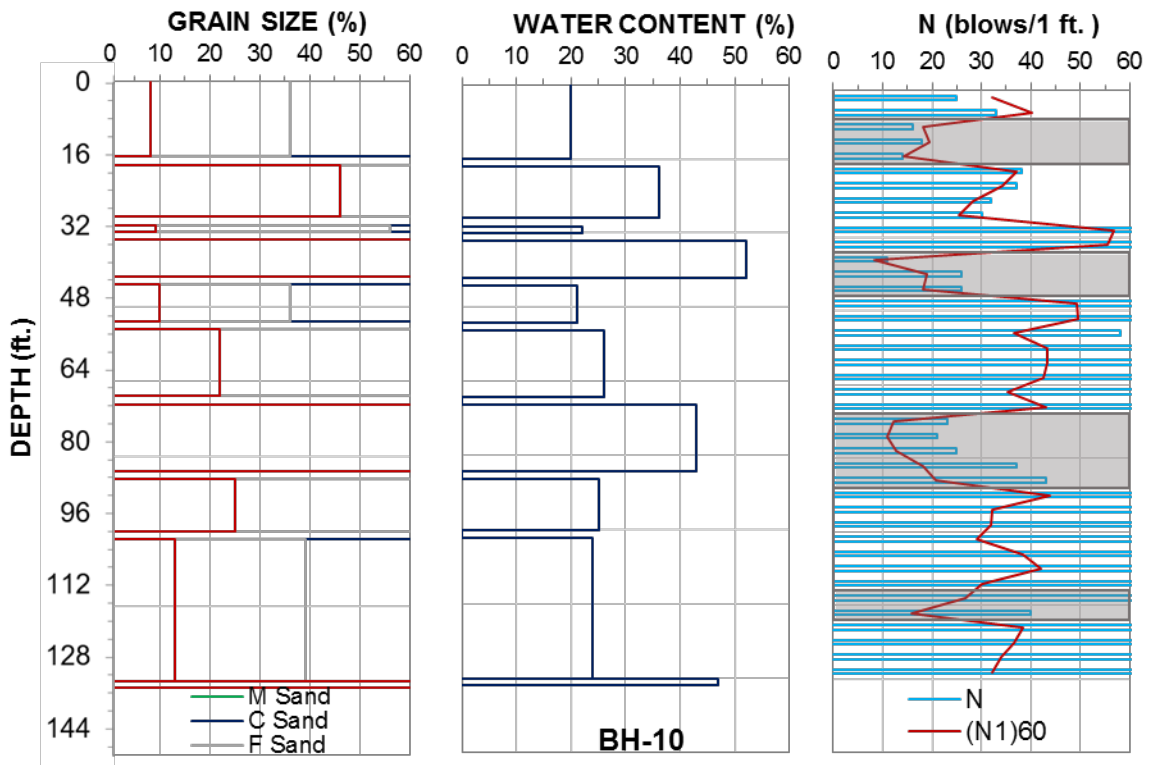 GRAIN SIZE (%)
0 10 20 30 40 50 60
WATER CONTENT (%)
0 10 20 30 40 50 60
N (blows/1 ft. )
0 10 20 30 40 50 60
DEPTH (ft.)
0
16
32
48
64
80
96
112
128
144
M Sand
C Sand
F Sand
BH-10
N
(N1)60